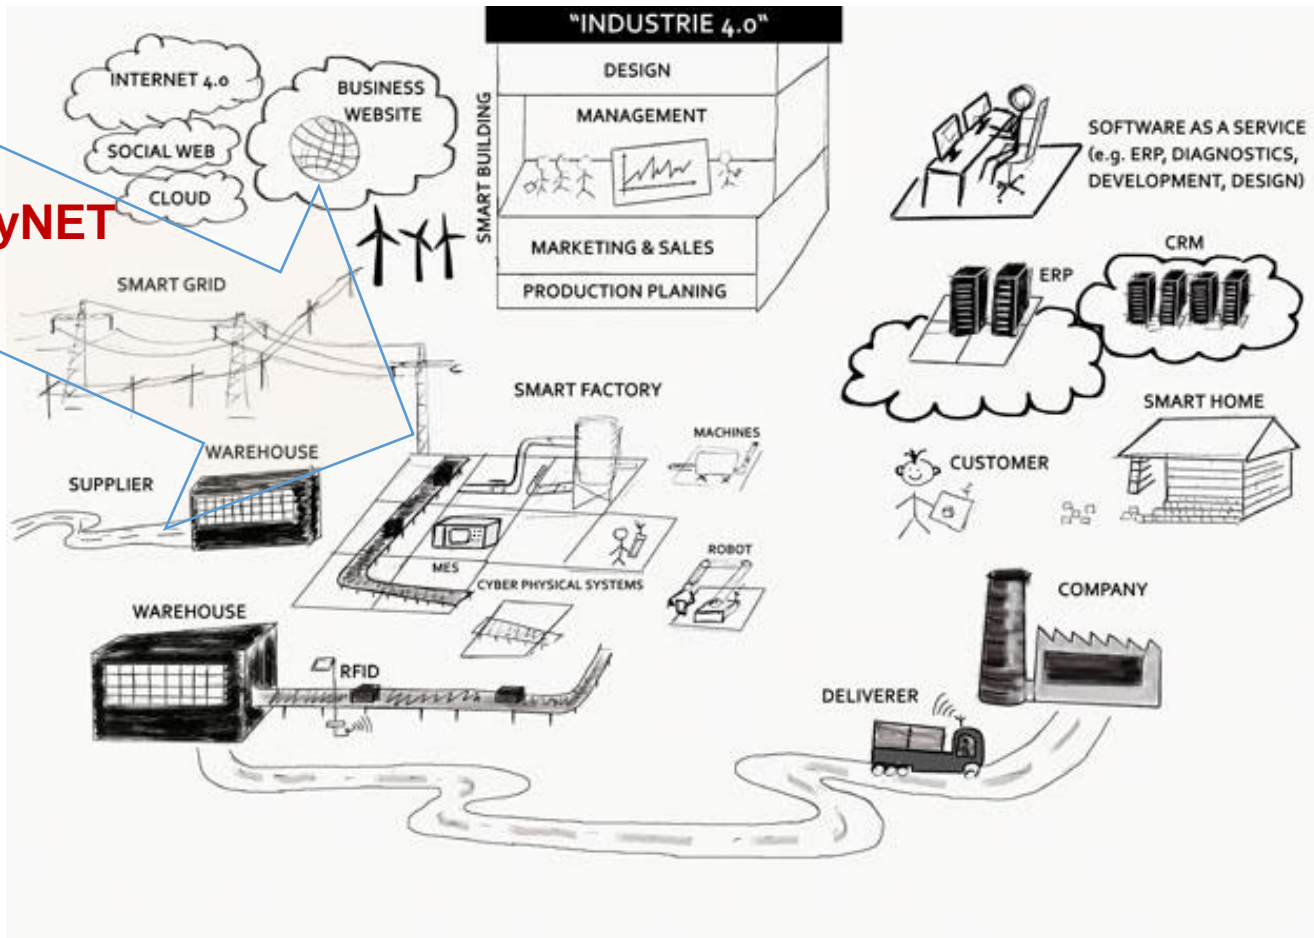 "INDUSTRIE 4.0"
INTERNET 4.0
SOCIAL WEB
CLOUD
BUSINESS
WEBSITE
SMART BUILDING
DESIGN
MANAGEMENT
MARKETING & SALES
PRODUCTION PLANING
SOFTWARE AS A SERVICE
(e.g. ERP, DIAGNOSTICS,
DEVELOPMENT, DESIGN)
yNET
SMART GRID
ERP
CRM
SMART FACTORY
MACHINES
SMART HOME
CUSTOMER
WAREHOUSE
SUPPLIER
MES
CYBER PHYSICAL SYSTEMS
ROBOT
WAREHOUSE
RFID
COMPANY
DELIVERER